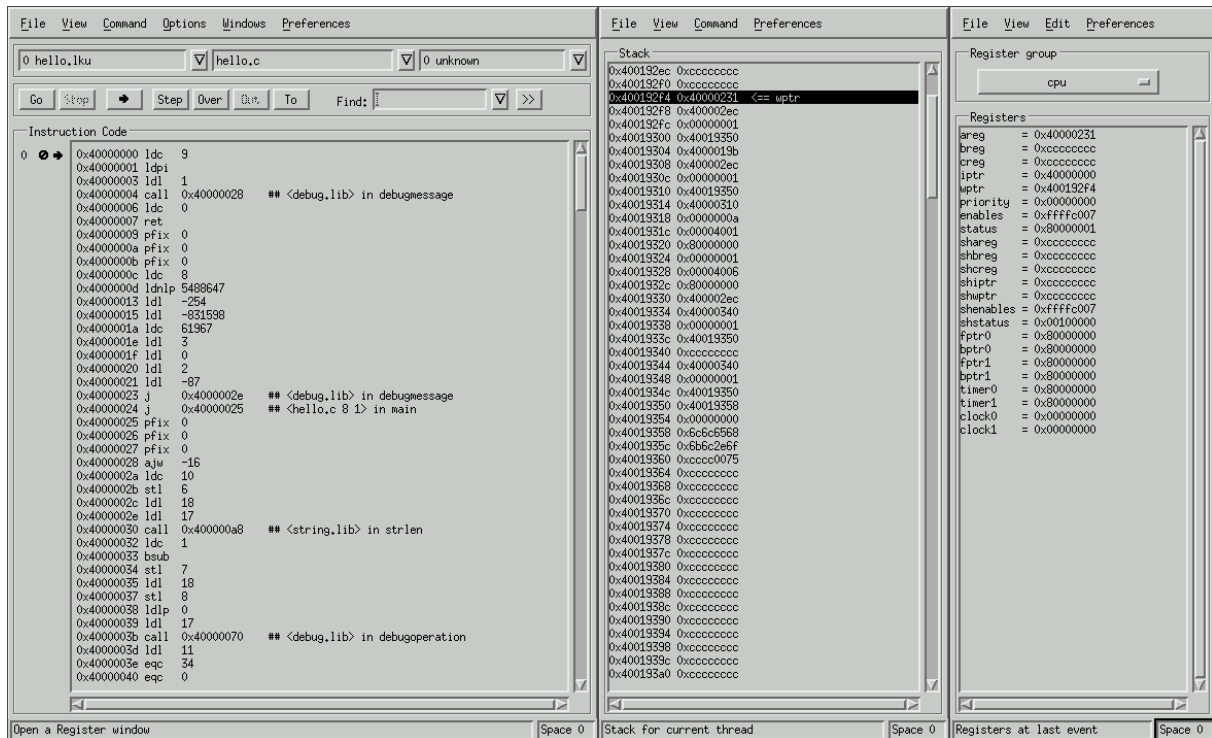 File View Command Options Windows Preferences
0 hello.lku hello.c 0 unknown
Go Stop Step Over Out To Find: >>
Instruction Code
0 0x40000000 ldc 9
0x40000001 ldpi
0x40000003 ldl 1
0x40000004 call 0x40000028 ## <debug.lib> in debugmessage
0x40000006 ldc 0
0x40000007 ret
0x40000009 pfix 0
0x4000000a pfix 0
0x4000000b pfix 0
0x4000000c ldc 8
0x4000000d ldnlp 5488647
0x40000013 ldl -254
0x40000015 ldl -831598
0x4000001a ldc 61967
0x4000001e ldl 3
0x4000001f ldl 0
0x40000020 ldl 2
0x40000021 ldl -87
0x40000023 j 0x4000002e ## <debug.lib> in debugmessage
0x40000024 j 0x40000025 ## <hello.c 8 1> in main
0x40000025 pfix 0
0x40000026 pfix 0
0x40000027 pfix 0
0x40000028 ajw -16
0x4000002a ldc 10
0x4000002b stl 6
0x4000002c ldl 18
0x4000002e ldl 17
0x40000030 call 0x400000a8 ## <string.lib> in strlen
0x40000032 ldc 1
0x40000033 bsub
0x40000034 stl 7
0x40000035 ldl 18
0x40000037 stl 8
0x40000038 ldlp 0
0x40000039 ldl 17
0x4000003b call 0x40000070 ## <debug.lib> in debugoperation
0x4000003d ldl 11
0x4000003e eqc 34
0x40000040 eqc 0
Open a Register window Space 0
File View Command Preferences
Stack
0x400192ec 0xcccccccc
0x400192f0 0xcccccccc
0x400192f4 0x40000231 <== wptr
0x400192f8 0x400002ec
0x400192fc 0x00000001
0x40019300 0x40019350
0x40019304 0x4000019b
0x40019308 0x400002ec
0x4001930c 0x00000001
0x40019310 0x40019350
0x40019314 0x40000310
0x40019318 0x0000000a
0x4001931c 0x00004001
0x40019320 0x80000000
0x40019324 0x00000001
0x40019328 0x00004006
0x4001932c 0x80000000
0x40019330 0x400002ec
0x40019334 0x40000340
0x40019338 0x00000001
0x4001933c 0x40019350
0x40019340 0xcccccccc
0x40019344 0x40000340
0x40019348 0x00000001
0x4001934c 0x40019350
0x40019350 0x40019358
0x40019354 0x00000000
0x40019358 0x6c6c6568
0x4001935c 0x6b6c2e6f
0x40019360 0xcccc0075
0x40019364 0xcccccccc
0x40019368 0xcccccccc
0x4001936c 0xcccccccc
0x40019370 0xcccccccc
0x40019374 0xcccccccc
0x40019378 0xcccccccc
0x4001937c 0xcccccccc
0x40019380 0xcccccccc
0x40019384 0xcccccccc
0x40019388 0xcccccccc
0x4001938c 0xcccccccc
0x40019390 0xcccccccc
0x40019394 0xcccccccc
0x40019398 0xcccccccc
0x4001939c 0xcccccccc
0x400193a0 0xcccccccc
Stack for current thread Space 0
File View Edit Preferences
Register group
cpu
Registers
areg = 0x40000231
breg = 0xcccccccc
creg = 0xcccccccc
iptr = 0x40000000
wptr = 0x400192f4
priority = 0x00000000
enables = 0xffffc007
status = 0x80000001
shareg = 0xcccccccc
shbreg = 0xcccccccc
shcreg = 0xcccccccc
shiptr = 0xcccccccc
shwptr = 0xcccccccc
shenables = 0xffffc007
shstatus = 0x00100000
fptr0 = 0x80000000
bptr0 = 0x80000000
fptr1 = 0x80000000
bptr1 = 0x80000000
timer0 = 0x80000000
timer1 = 0x80000000
clock0 = 0x00000000
clock1 = 0x00000000
Registers at last event Space 0